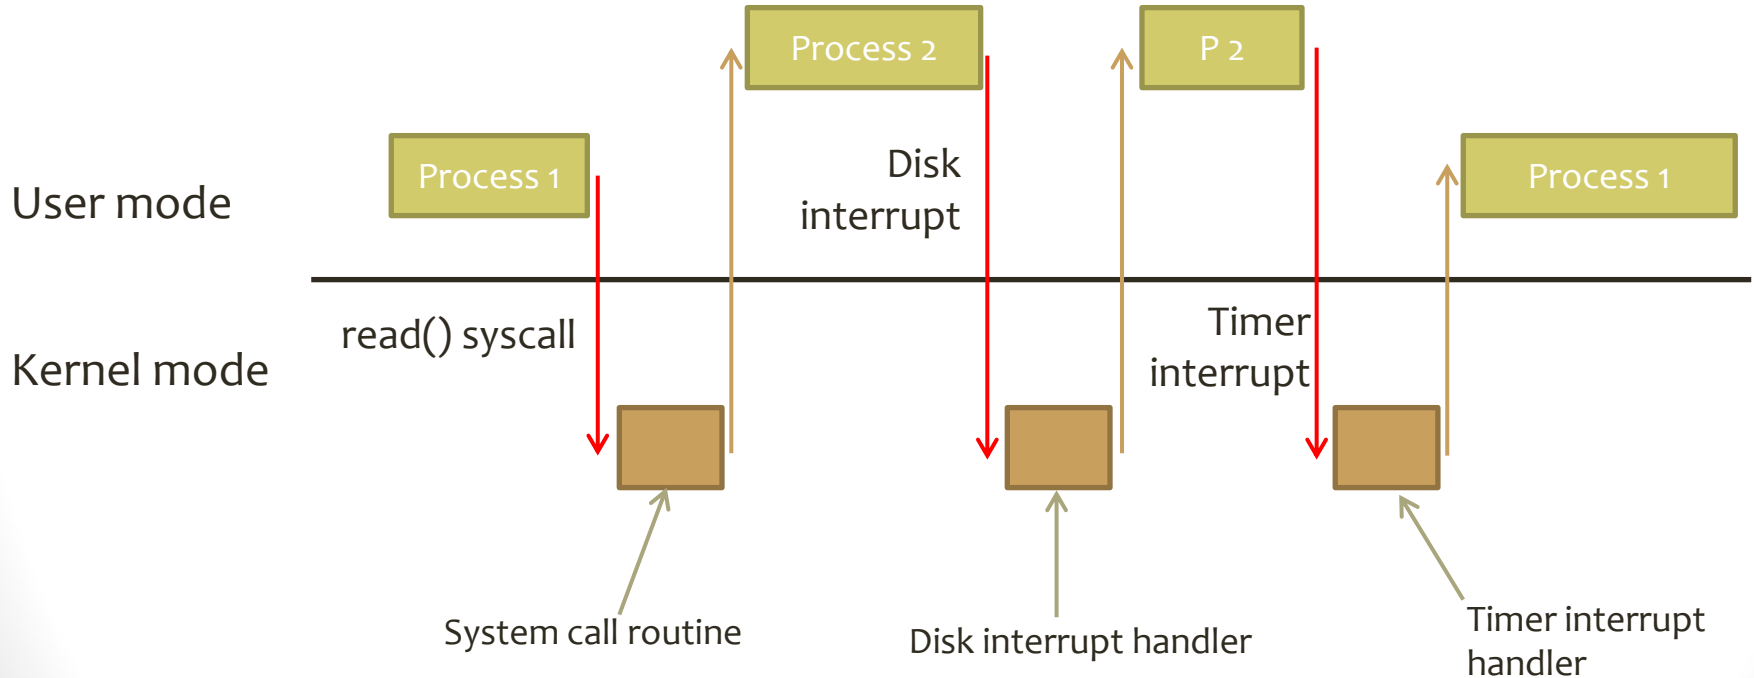 Process 2
P 2
Process 1
Disk
interrupt
Process 1
User mode
read() syscall
Timer
interrupt
Kernel mode
System call routine
Disk interrupt handler
Timer interrupt
handler